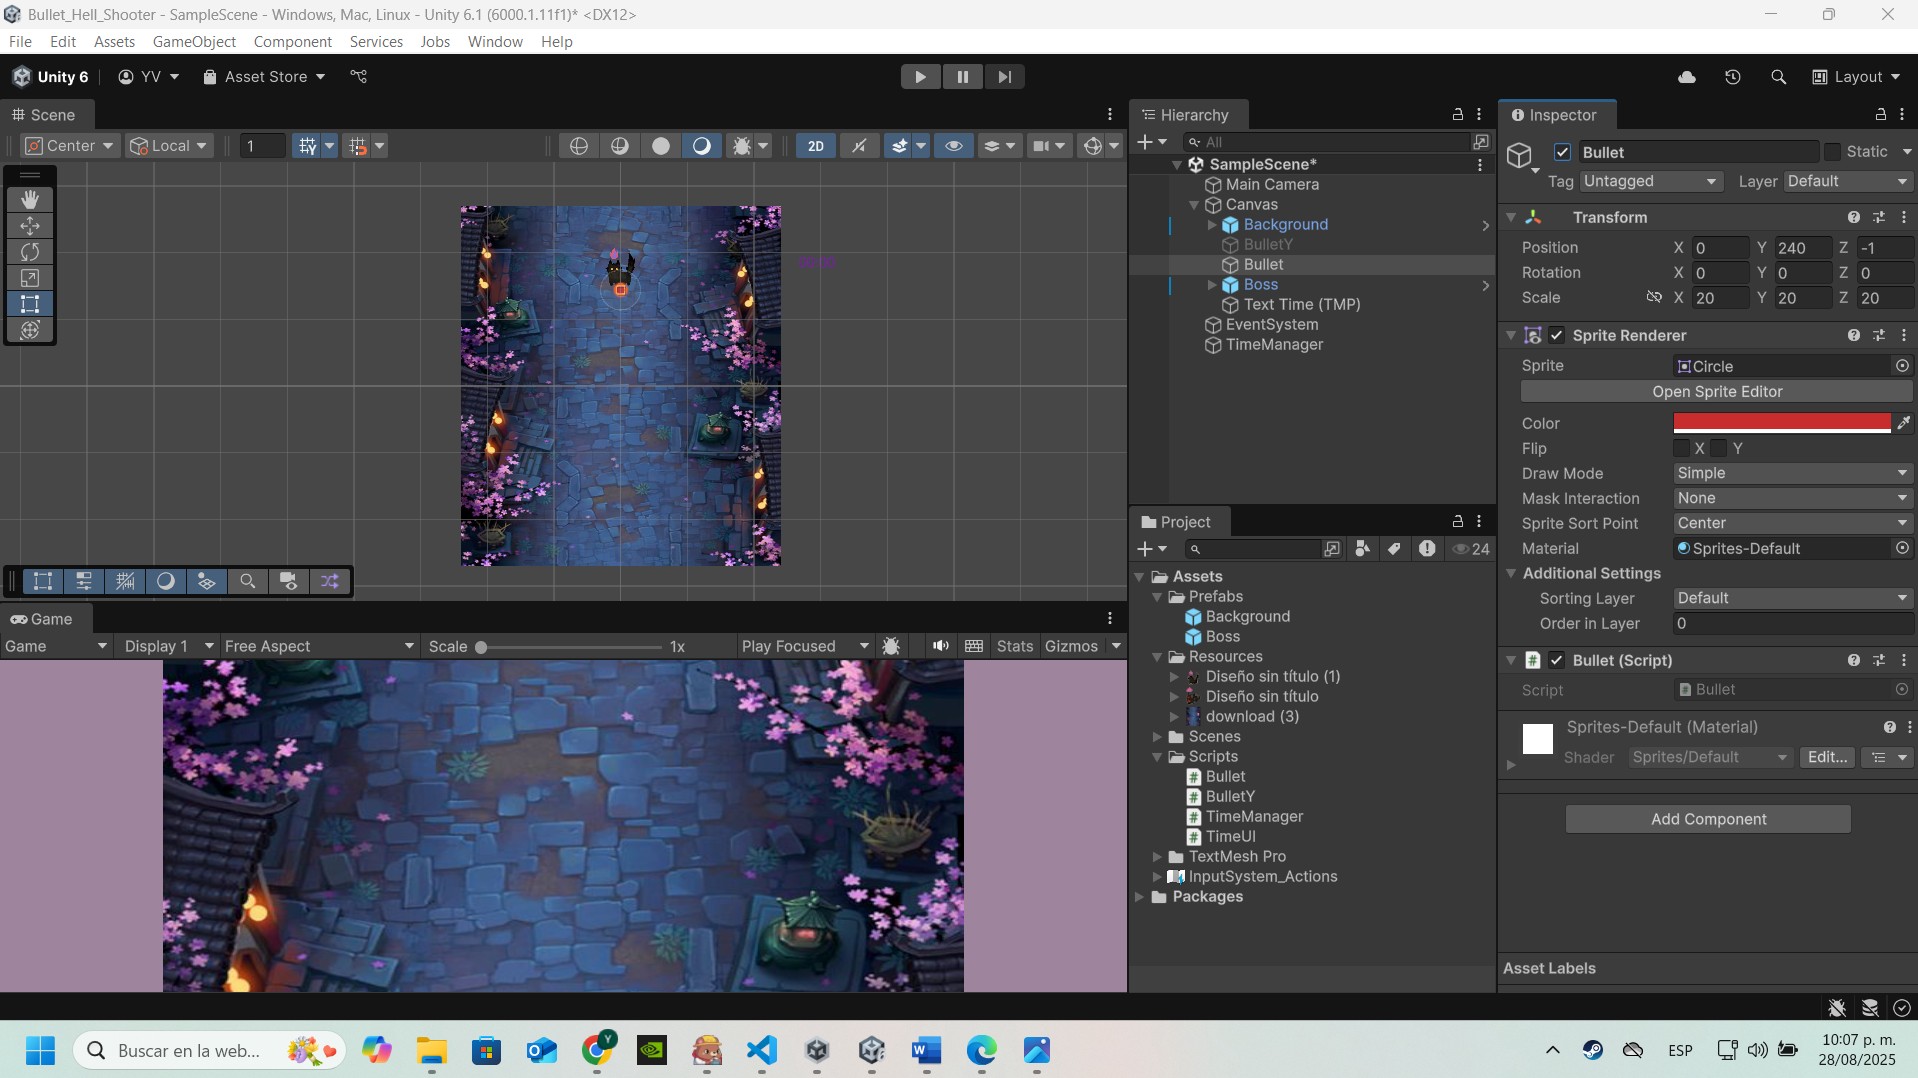 Bullet_Hell_Shooter - SampleScene - Windows, Mac, Linux - Unity 6.1 (6000.1.11f1)* <DX12>
File Edit Assets GameObject Component Services Jobs Window Help
Unity 6 YV Asset Store Layout
Scene
Center Local 1 2D
Game
Game Display 1 Free Aspect Scale 1x Play Focused Stats Gizmos
Hierarchy
All
SampleScene*
Main Camera
Canvas
Background
BulletY
Bullet
Boss
Text Time (TMP)
EventSystem
TimeManager
Project
24
Assets
Prefabs
Background
Boss
Resources
Diseño sin título (1)
Diseño sin título
download (3)
Scenes
Scripts
Bullet
BulletY
TimeManager
TimeUI
TextMesh Pro
InputSystem_Actions
Packages
Inspector
Bullet Static
Tag Untagged Layer Default
Transform
Position X 0 Y 240 Z -1
Rotation X 0 Y 0 Z 0
Scale X 20 Y 20 Z 20
Sprite Renderer
Sprite Circle
Open Sprite Editor
Color
Flip X Y
Draw Mode Simple
Mask Interaction None
Sprite Sort Point Center
Material Sprites-Default
Additional Settings
Sorting Layer Default
Order in Layer 0
Bullet (Script)
Script Bullet
Sprites-Default (Material)
Shader Sprites/Default Edit...
Add Component
Asset Labels
Buscar en la web...
Y
ESP
10:07 p. m.
28/08/2025